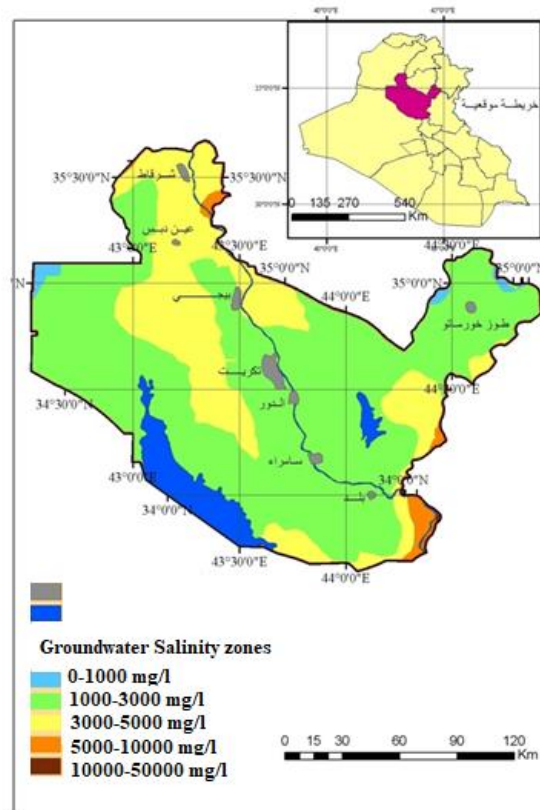 خريطة موقعية
0 135 270 540
Km
35°30'0"N
35°30'0"N
شرقاط
عين دبس
43°30'0"E
43°30'0"E
35°0'0"N
35°0'0"N
35°0'0"N
بيجي
44°0'0"E
طوز خورماتو
تكريت
34°30'0"N
الدور
سامراء
43°0'0"E
34°0'0"N
34°0'0"N
بلد
43°30'0"E
44°0'0"E
Groundwater Salinity zones
0-1000 mg/l
1000-3000 mg/l
3000-5000 mg/l
5000-10000 mg/l
10000-50000 mg/l
0 15 30 60 90 120
Km